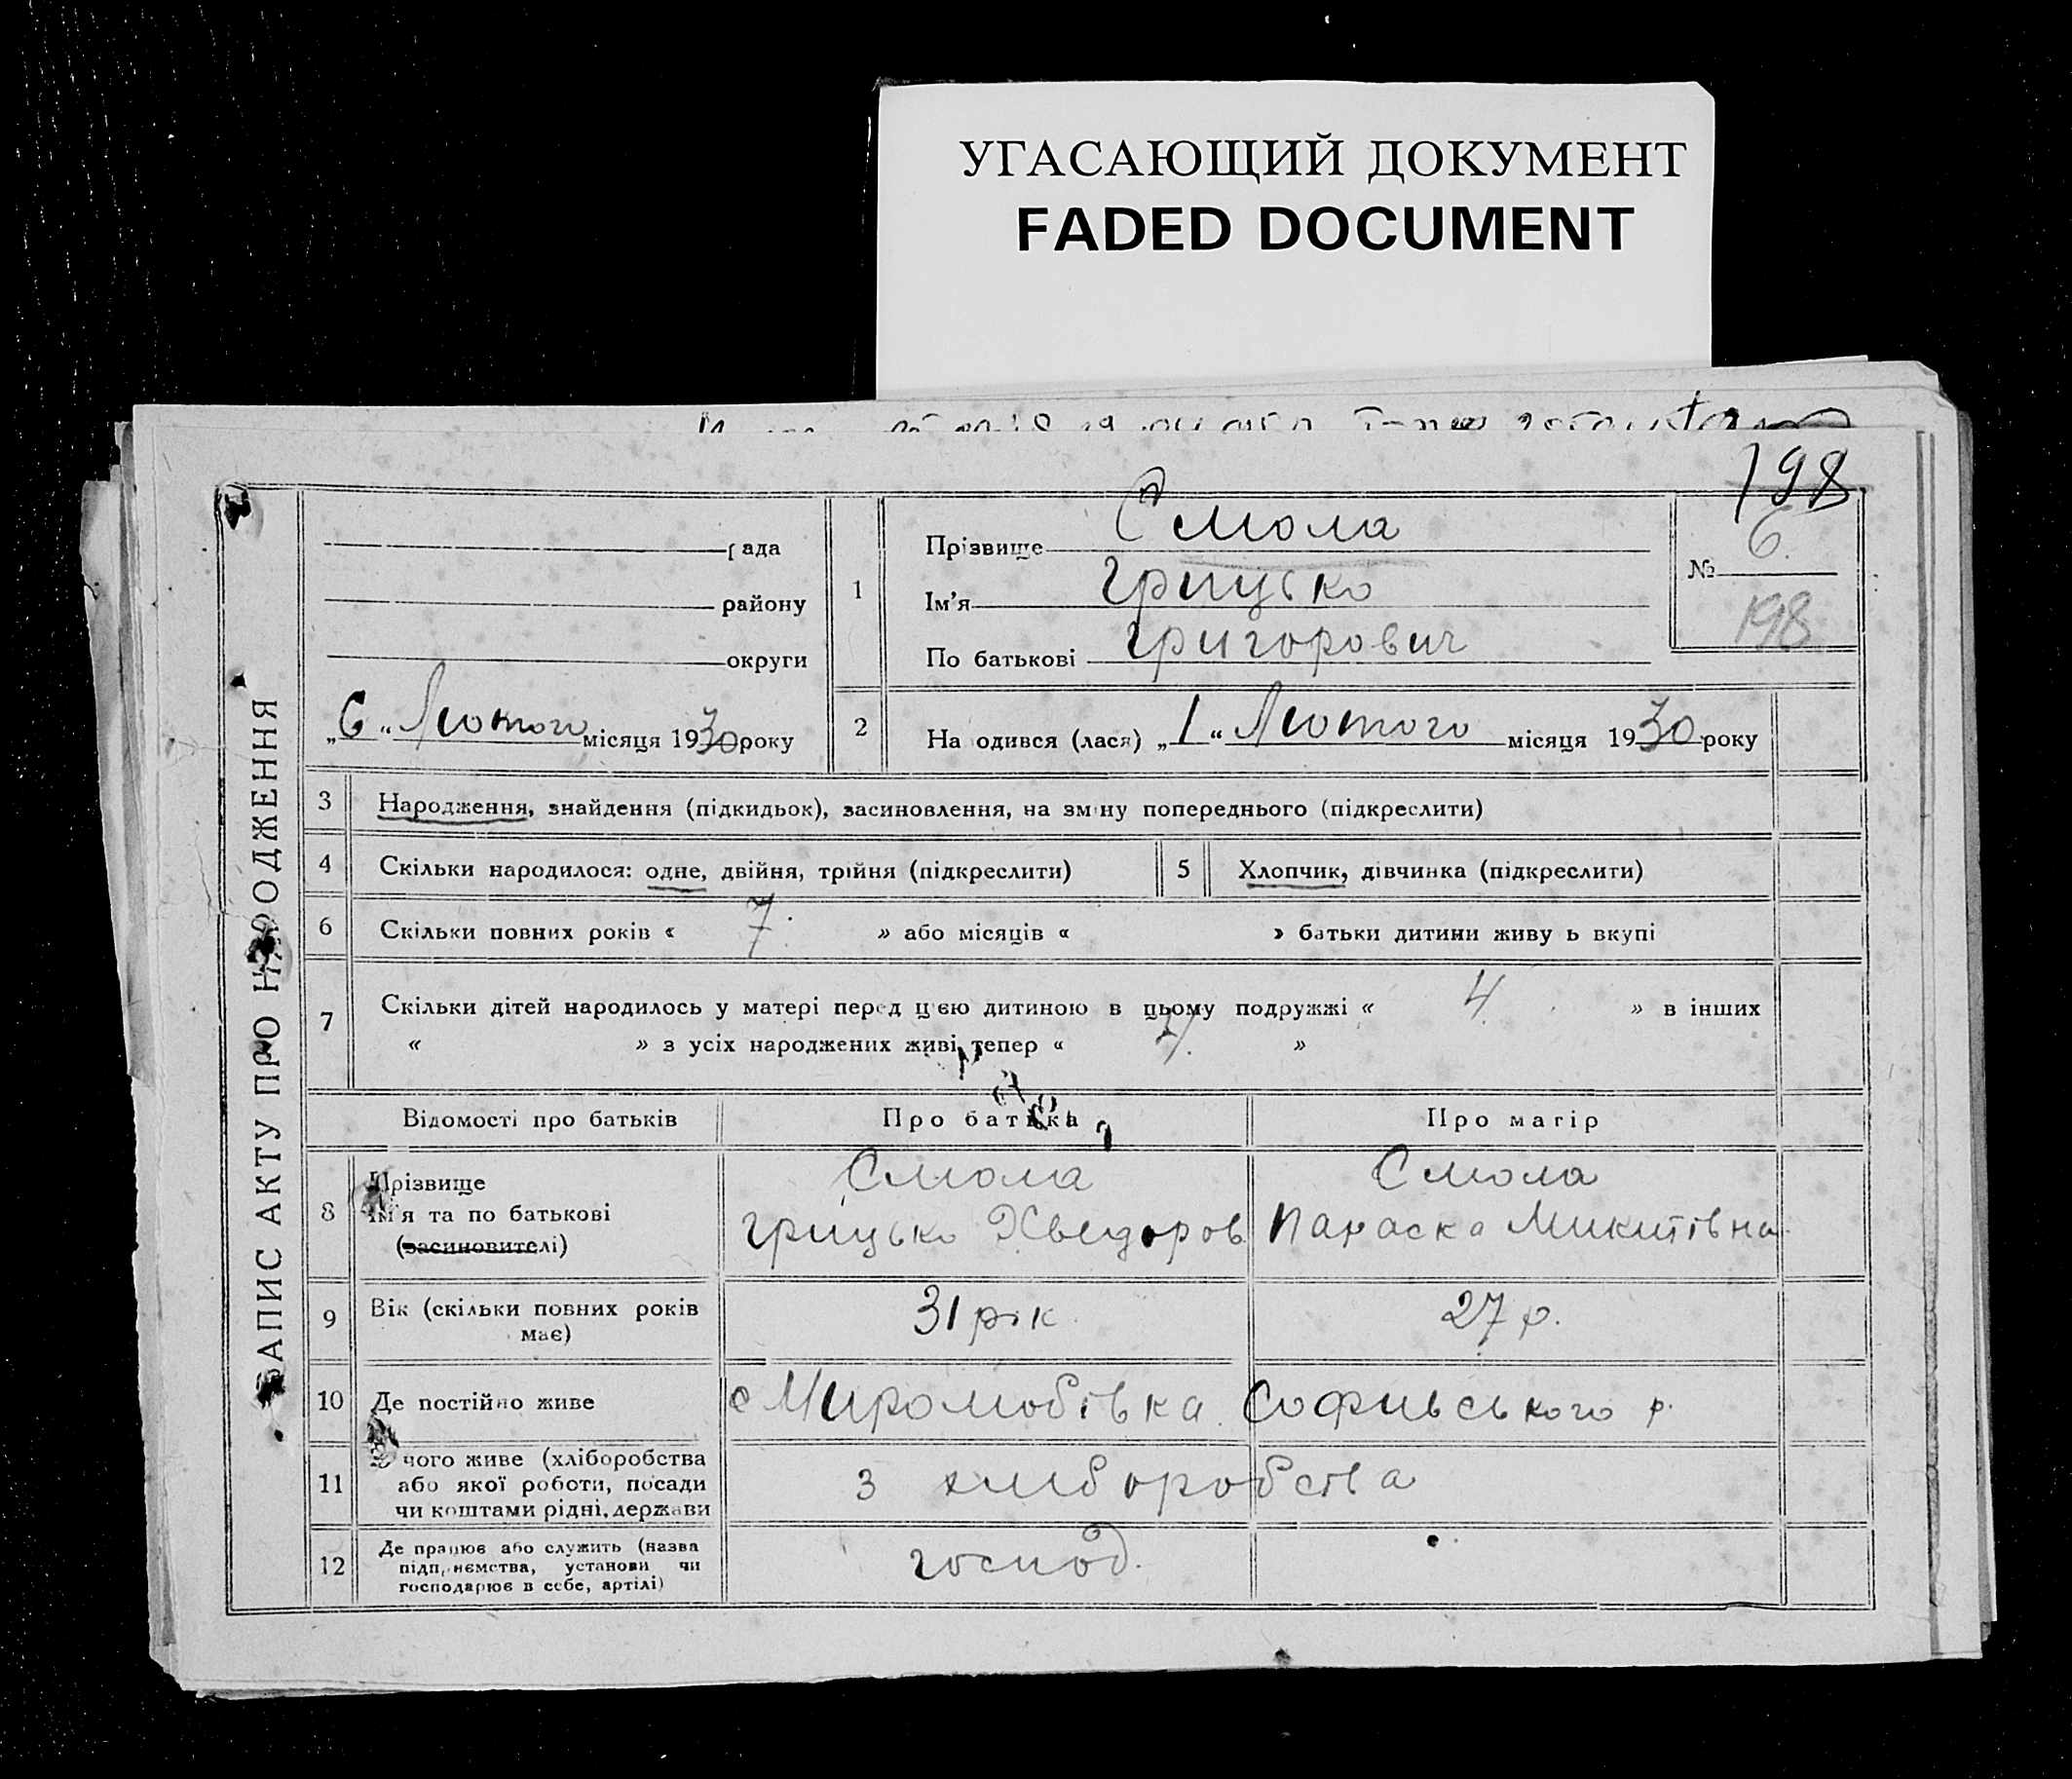 УГАСАЮЩИЙ ДОКУМЕНТ
FADED DOCUMENT
198
ЗАПИС АКТУ ПРО НАРОДЖЕННЯ
рада
району
округи
„6“ Лютого місяця 1930 року
1
Прізвище Смола
Ім'я Грицько
По батькові Григорович
№ 6.
198
2
На одився (лася) „1“ Лютого місяця 1930 року
3 Народження, знайдення (підкидьок), засиновлення, на зміну попереднього (підкреслити)
4 Скільки народилося: одне, двійня, трійня (підкреслити)
5 Хлопчик, дівчинка (підкреслити)
6 Скільки повних років « 7. » або місяців « » батьки дитини живу ь вкупі
7 Скільки дітей народилось у матері перед цією дитиною в цьому подружжі « 4. » в інших
« » з усіх народжених живі тепер « »
Відомості про батьків Про батька Про матір
8 Прізвище Смола Смола
Ім'я та по батькові Грицько Хведоров Параска Микитівна
(засиновителі)
9 Вік (скільки повних років має) 31 рік 27 р.
10 Де постійно живе с Миролюбівка Софиівського р.
11 З чого живе (хліборобства
або якої роботи, посади
чи коштами рідні, держави
з хліборобства
12 Де працює або служить (назва
підприємства, установи чи
господарює в себе, артілі)
господ.